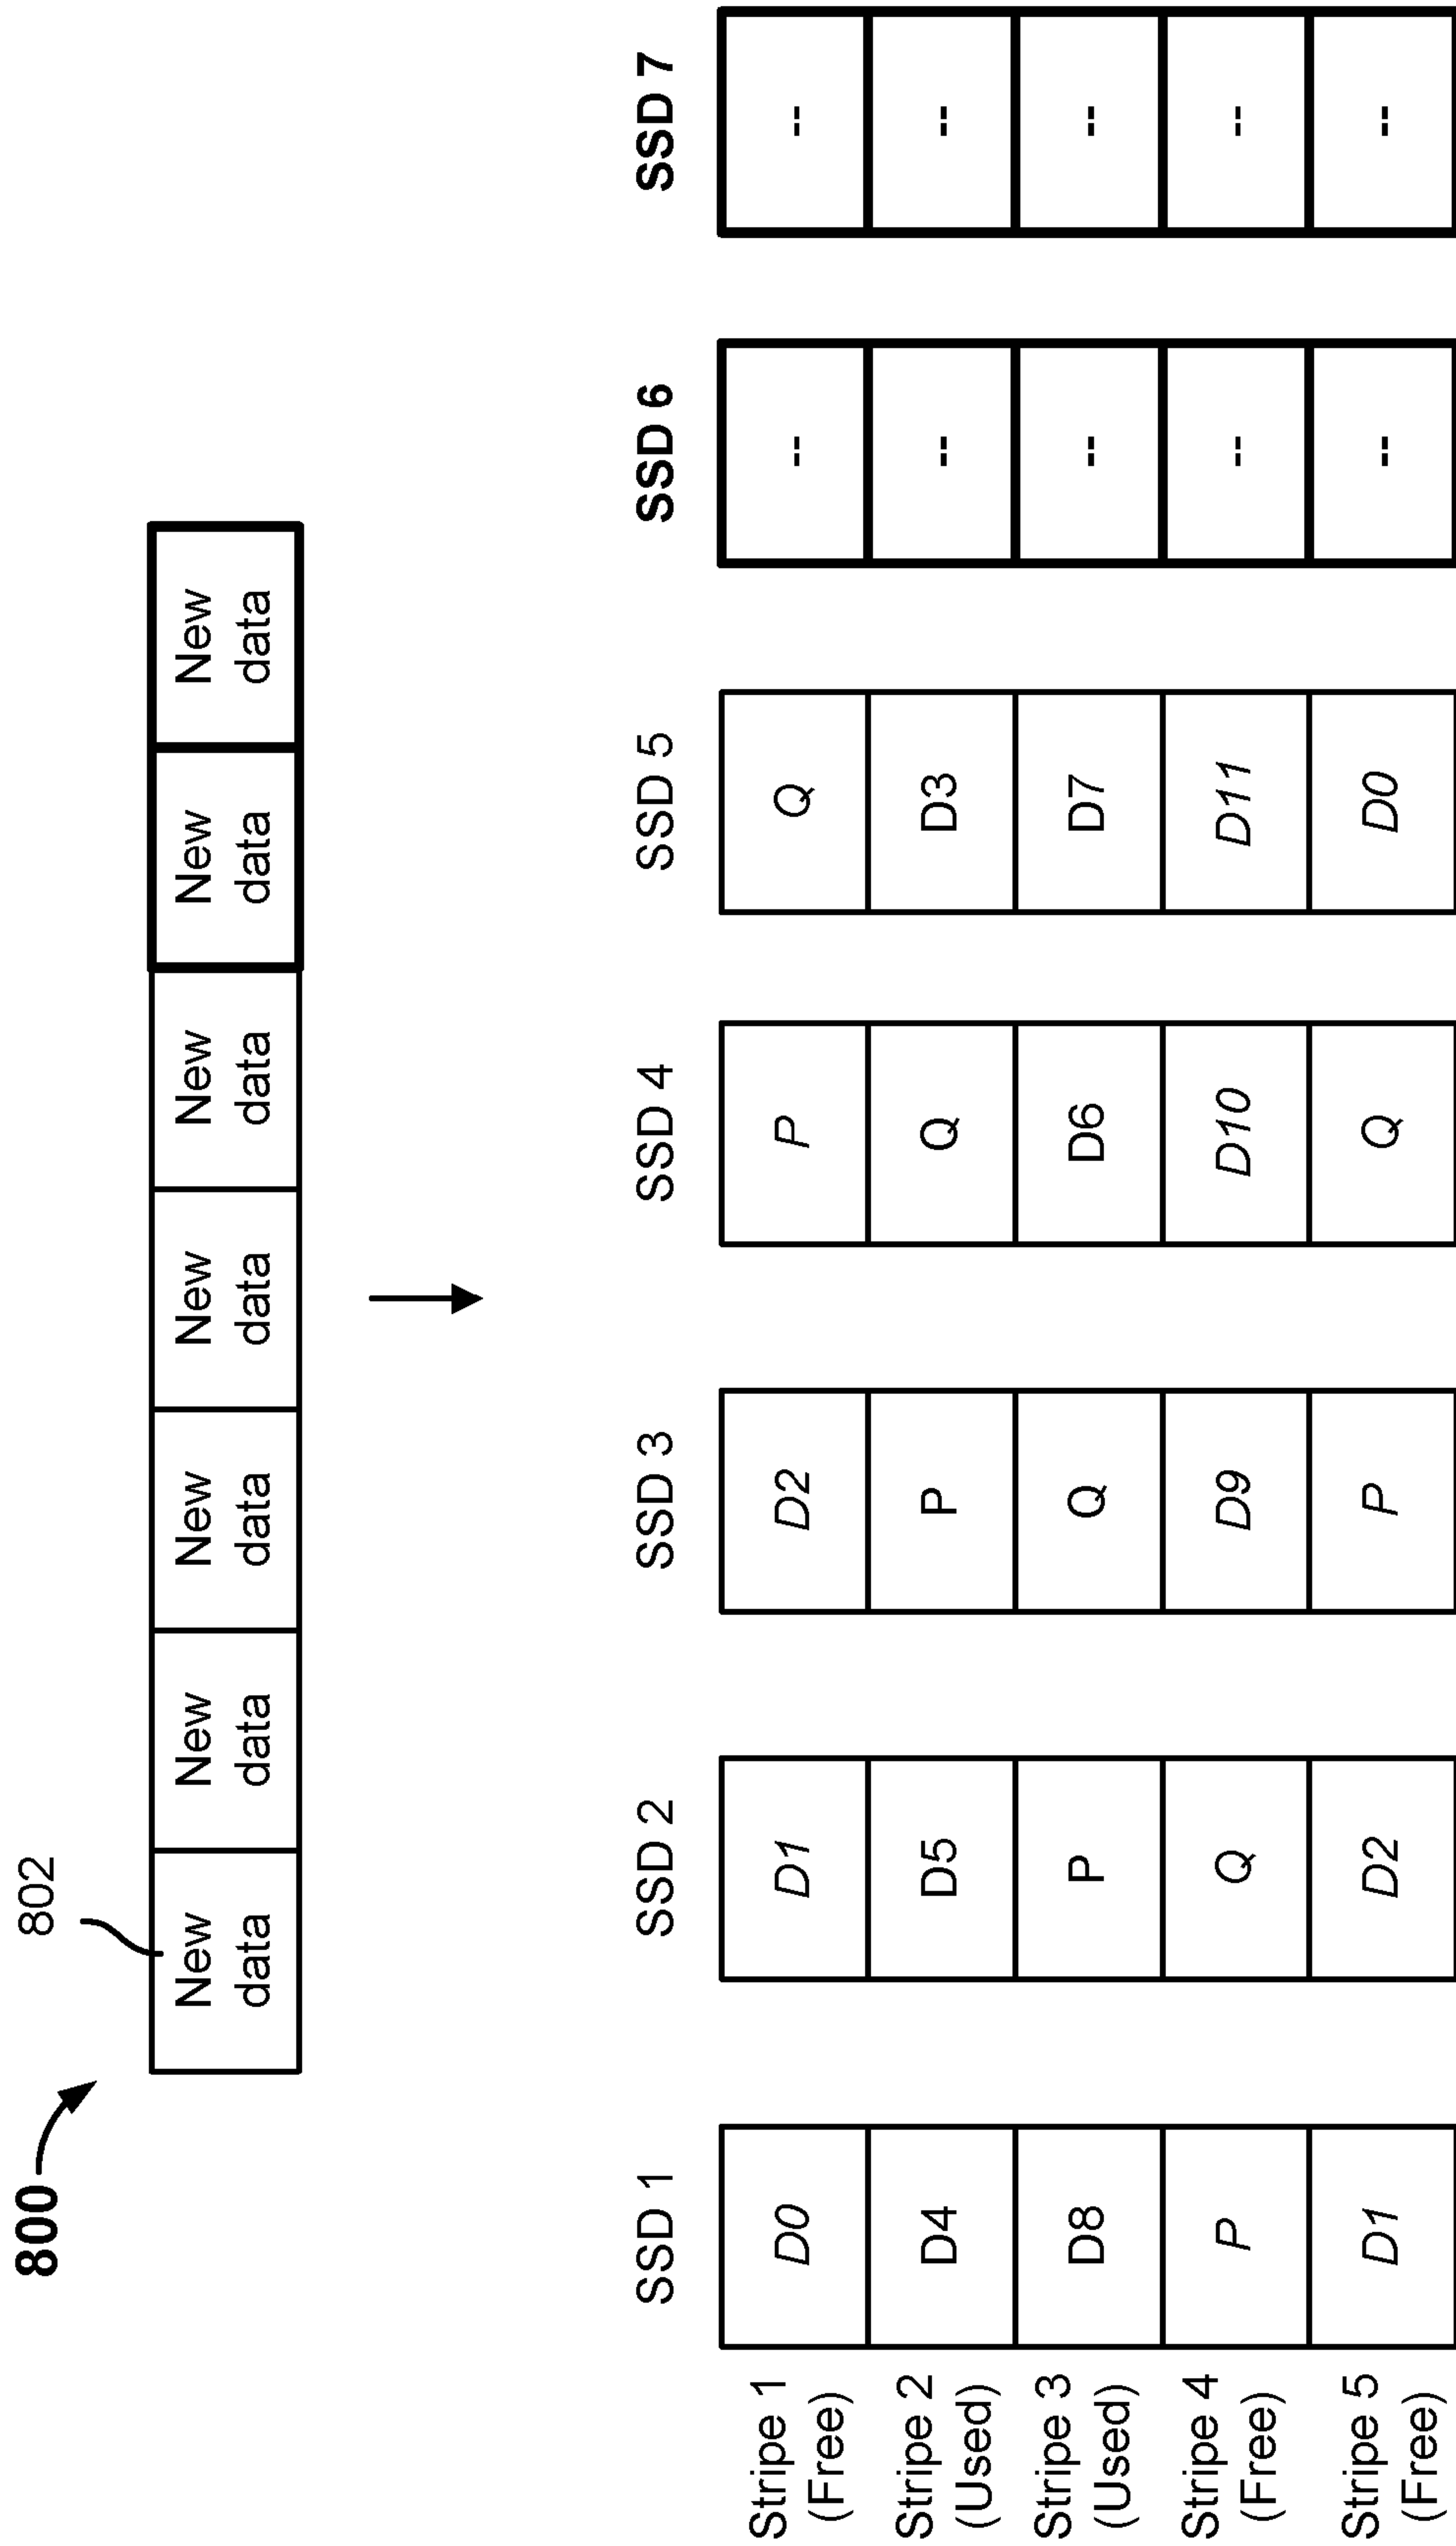 800
802
New data
New data
New data
New data
New data
New data
New data
SSD 1
SSD 2
SSD 3
SSD 4
SSD 5
SSD 6
SSD 7
Stripe 1 (Free)
D0
D1
D2
P
Q
--
--
Stripe 2 (Used)
D4
D5
P
Q
D3
--
--
Stripe 3 (Used)
D8
P
Q
D6
D7
--
--
Stripe 4 (Free)
P
Q
D9
D10
D11
--
--
Stripe 5 (Free)
D1
D2
P
Q
D0
--
--